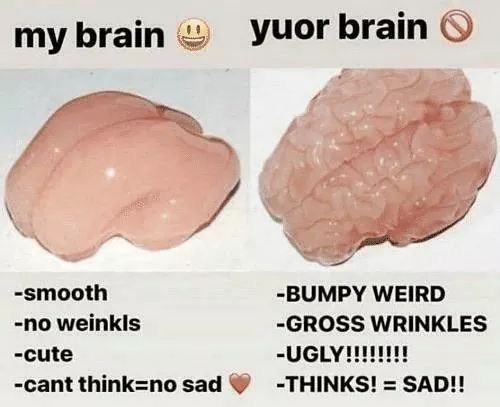 my brain 😃
yuor brain 🚫
-smooth
-no weinkls
-cute
-cant think=no sad ❤️
-BUMPY WEIRD
-GROSS WRINKLES
-UGLY!!!!!!!!
-THINKS! = SAD!!